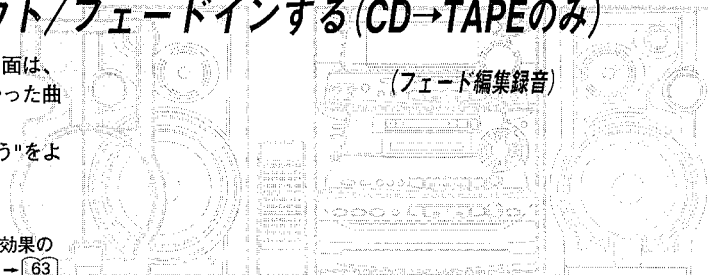 ウト/フェードインする(CD→TAPEのみ)
(フェード編集録音)
面は、
った曲
う"をよ
効果の
→63